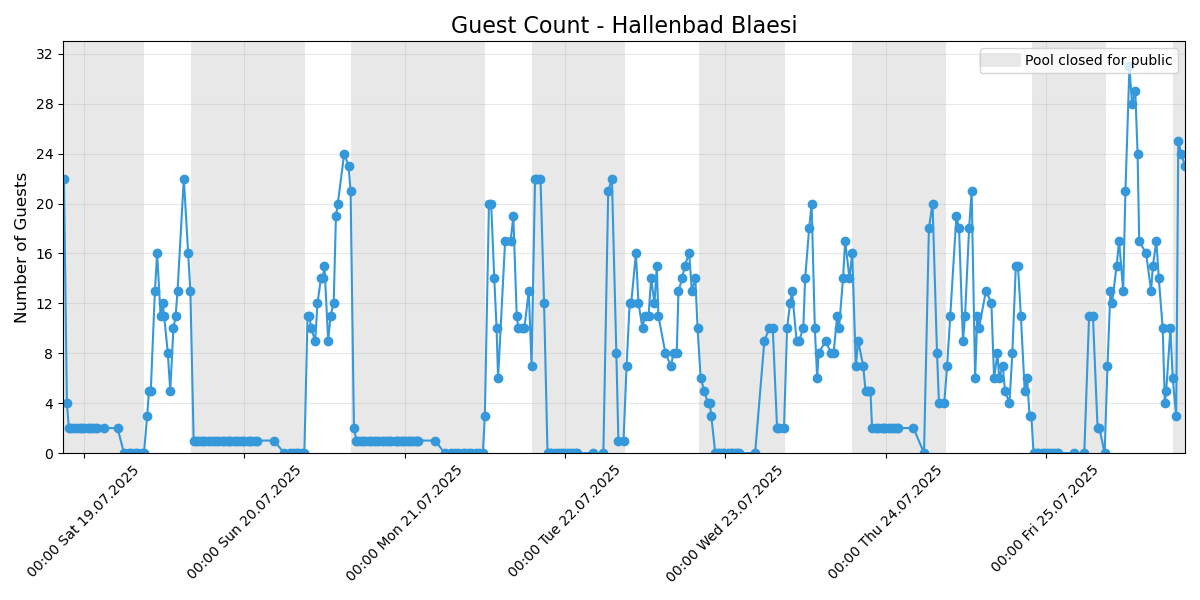 Guest Count - Hallenbad Blaesi
Pool closed for public
Number of Guests
32
28
24
20
16
12
8
4
0
00:00 Sat 19.07.2025
00:00 Sun 20.07.2025
00:00 Mon 21.07.2025
00:00 Tue 22.07.2025
00:00 Wed 23.07.2025
00:00 Thu 24.07.2025
00:00 Fri 25.07.2025